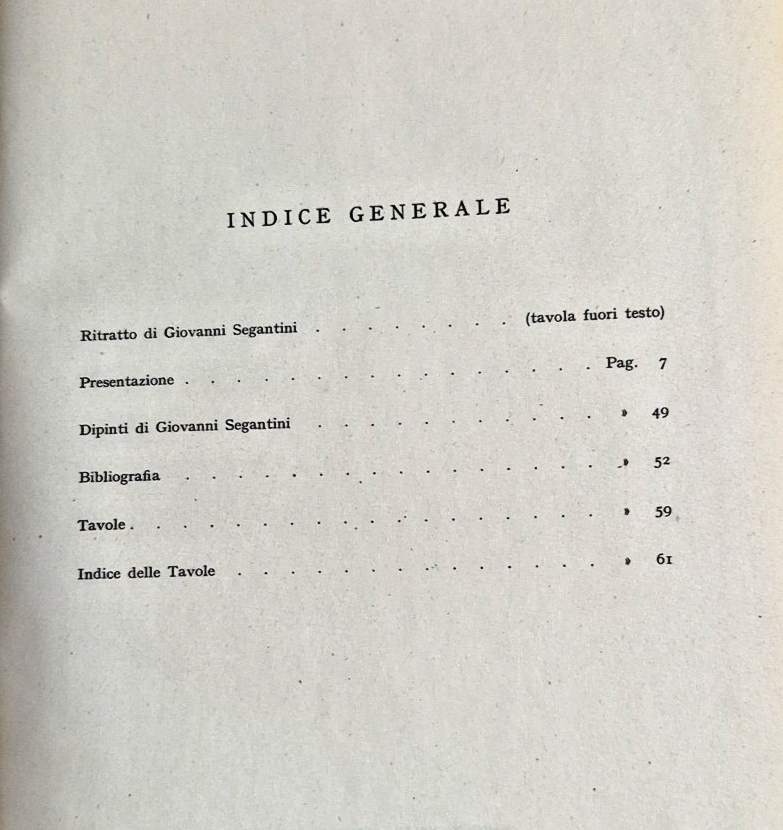 INDICE GENERALE
Ritratto di Giovanni Segantini . . . . . . . . (tavola fuori testo)
Presentazione . . . . . . . . . . . . . . . . Pag. 7
Dipinti di Giovanni Segantini . . . . . . . . . . . » 49
Bibliografia . . . . . . . . . . . . . . . . » 52
Tavole . . . . . . . . . . . . . . . . . . » 59
Indice delle Tavole . . . . . . . . . . . . . . » 61